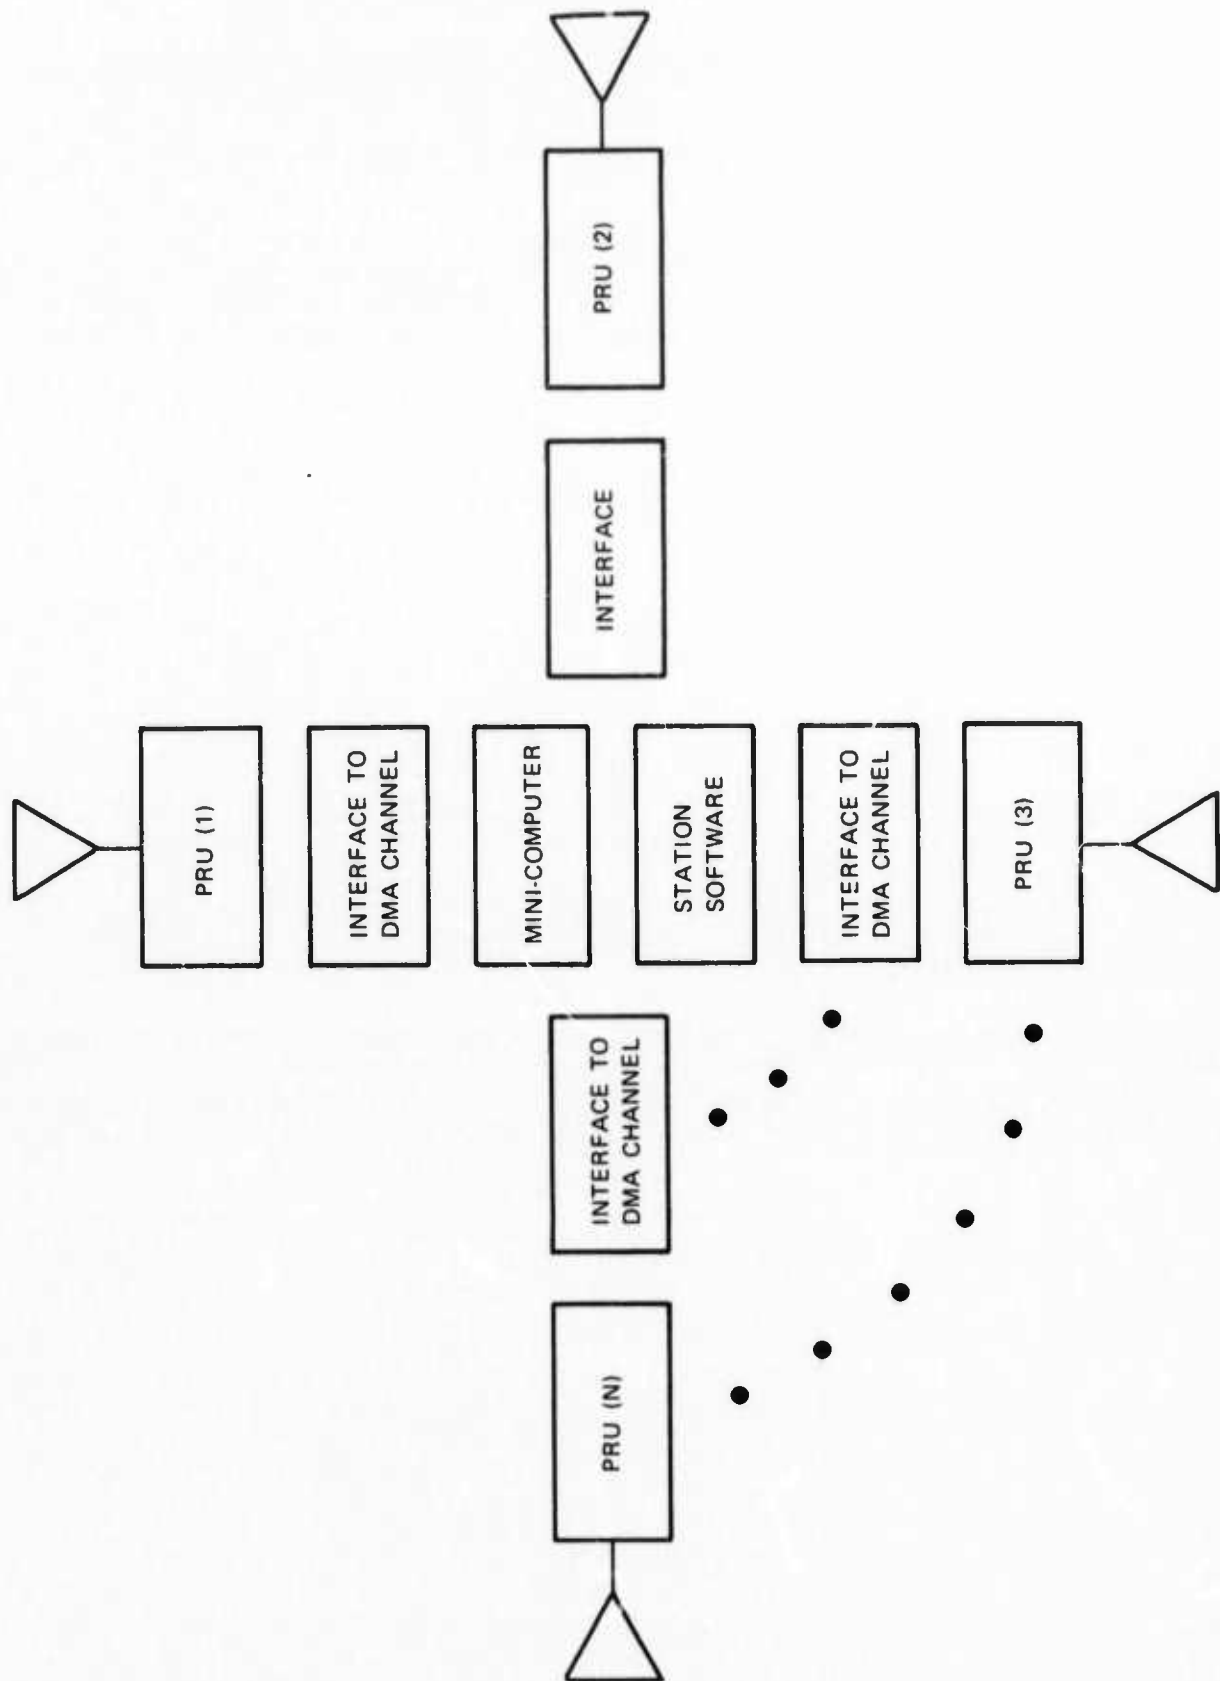 PRU (1)
INTERFACE TO
DMA CHANNEL
MINI-COMPUTER
STATION
SOFTWARE
INTERFACE TO
DMA CHANNEL
PRU (3)
INTERFACE
PRU (2)
INTERFACE TO
DMA CHANNEL
PRU (N)